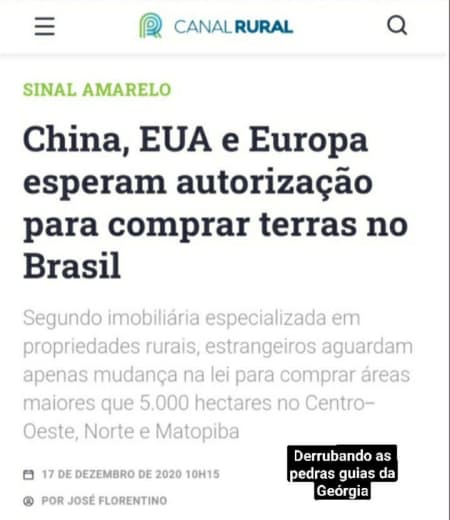 CANAL RURAL
SINAL AMARELO
China, EUA e Europa
esperam autorização
para comprar terras no
Brasil
Segundo imobiliária especializada em
propriedades rurais, estrangeiros aguardam
apenas mudança na lei para comprar áreas
maiores que 5.000 hectares no Centro-
Oeste, Norte e Matopiba
17 DE DEZEMBRO DE 2020 10H15
POR JOSÉ FLORENTINO
Derrubando as
pedras guias da
Geórgia